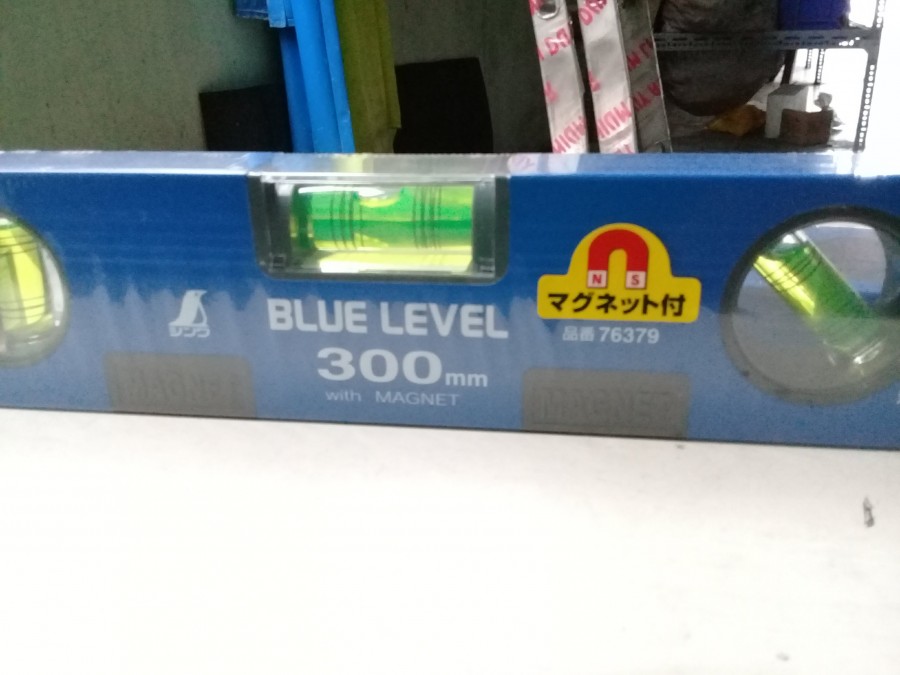 N S
マグネット付
シンワ
BLUE LEVEL
品番 76379
300mm
with MAGNET
MAGNET
MAGNET